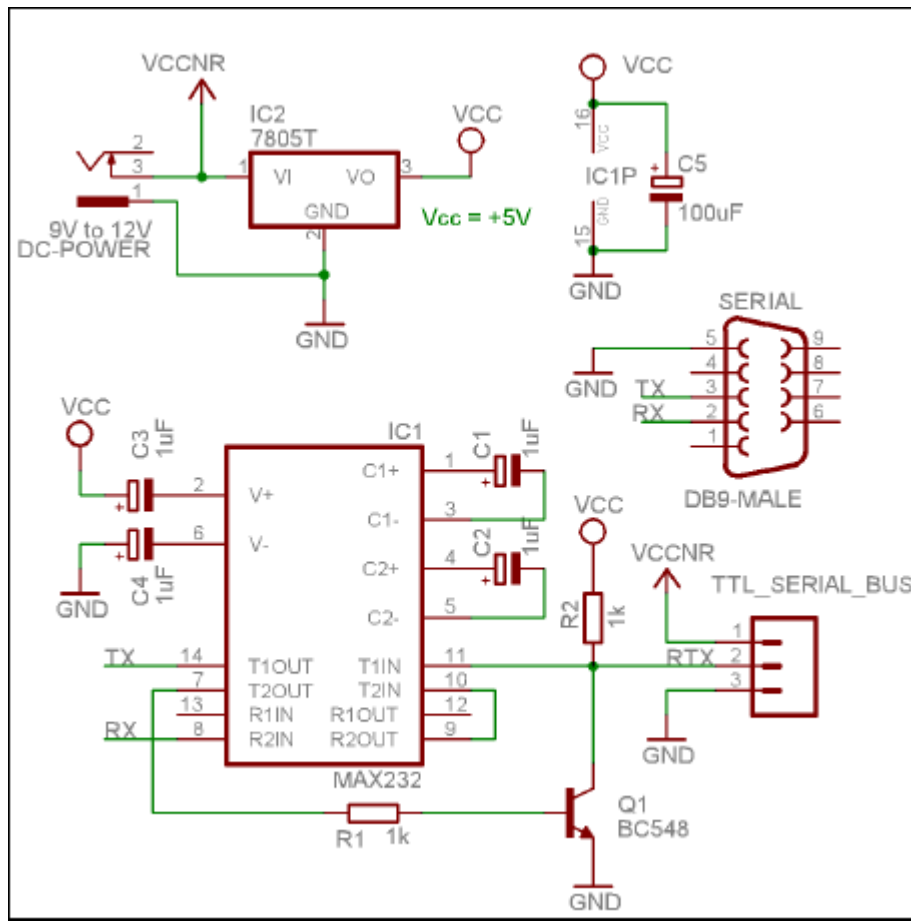 VCCNR
IC2
7805T
VCC
2
3
1
1
VI
VO
3
GND
2
9V to 12V
DC-POWER
Vcc = +5V
GND
VCC
16
VCC
IC1P
C5
+
100uF
GND
15
GND
SERIAL
5
9
4
8
TX
3
7
RX
2
6
1
GND
DB9-MALE
VCC
C3
1uF
+
2
V+
IC1
C1+
1
C1
1uF
+
C1-
3
6
V-
C4
1uF
+
GND
C2+
4
C2
1uF
+
C2-
5
TX
14
T1OUT
T1IN
11
7
T2OUT
T2IN
10
13
R1IN
R1OUT
12
RX
8
R2IN
R2OUT
9
MAX232
VCC
R2
1k
VCCNR
TTL_SERIAL_BUS
1
RTX
2
3
GND
R1
1k
Q1
BC548
GND